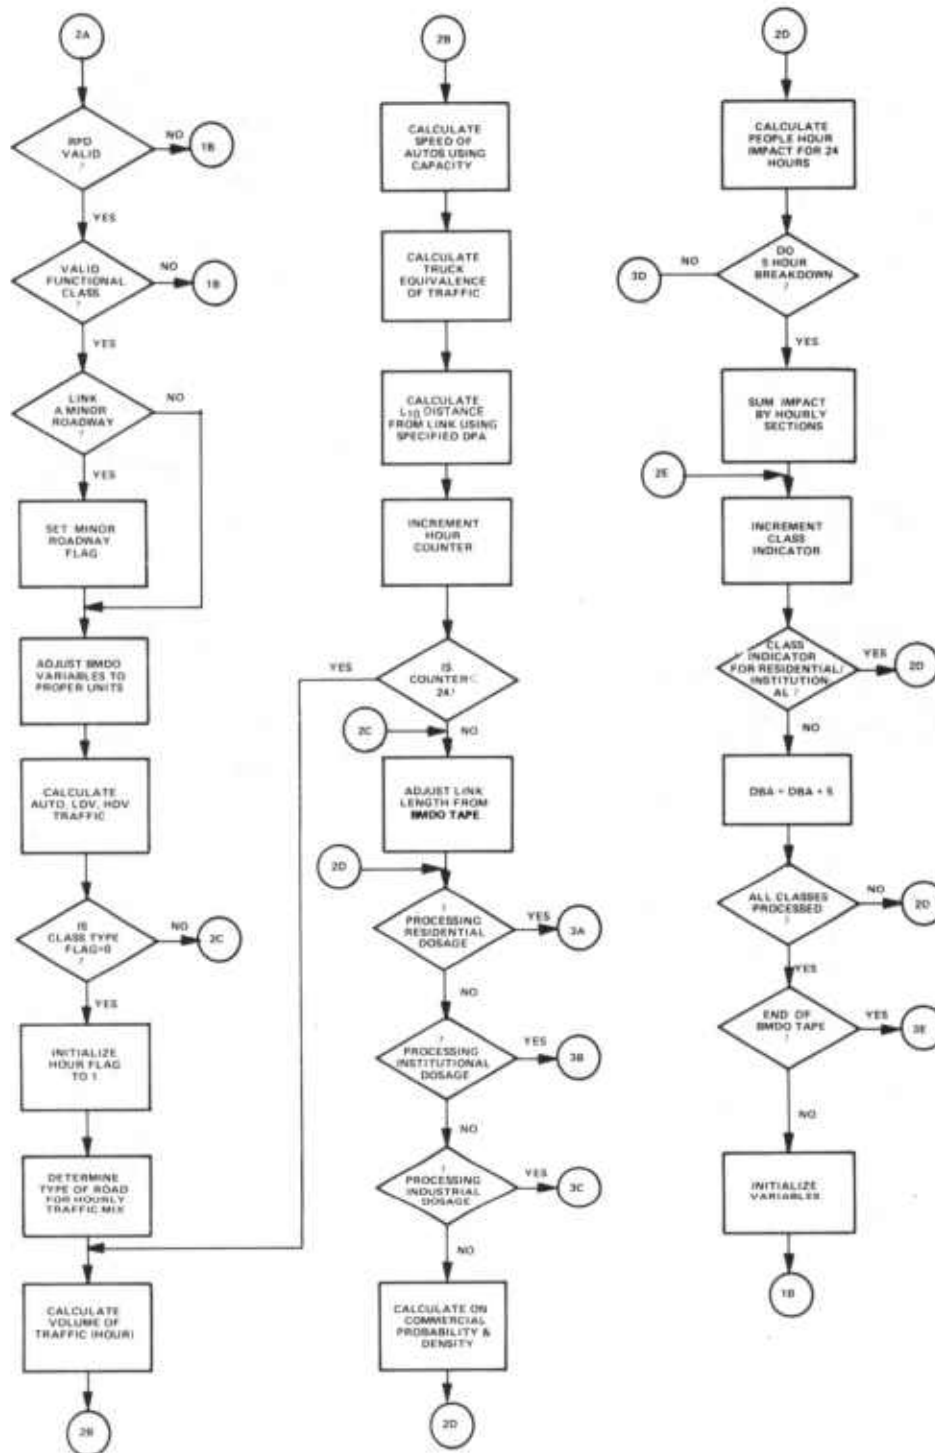 2A
RPD
VALID
?
NO
1B
YES
VALID
FUNCTIONAL
CLASS
?
NO
1B
YES
LINK
A MINOR
ROADWAY
?
NO
YES
SET MINOR
ROADWAY
FLAG
ADJUST BMDO
VARIABLES TO
PROPER UNITS
CALCULATE
AUTO, LDV, HDV
TRAFFIC
IS
CLASS TYPE
FLAG=0
?
NO
2C
YES
INITIALIZE
HOUR FLAG
TO 1
DETERMINE
TYPE OF ROAD
FOR HOURLY
TRAFFIC MIX
CALCULATE
VOLUME OF
TRAFFIC (HOUR)
2B
2B
CALCULATE
SPEED OF
AUTOS USING
CAPACITY
CALCULATE
TRUCK
EQUIVALENCE
OF TRAFFIC
CALCULATE
L10 DISTANCE
FROM LINK USING
SPECIFIED DPA
INCREMENT
HOUR
COUNTER
IS
COUNTER<
24?
YES
NO
2C
ADJUST LINK
LENGTH FROM
BMDO TAPE
2D
?
PROCESSING
RESIDENTIAL
DOSAGE
YES
3A
NO
?
PROCESSING
INSTITUTIONAL
DOSAGE
YES
3B
NO
?
PROCESSING
INDUSTRIAL
DOSAGE
YES
3C
NO
CALCULATE ON
COMMERCIAL
PROBABILITY &
DENSITY
2D
2D
CALCULATE
PEOPLE HOUR
IMPACT FOR 24
HOURS
DO
5 HOUR
BREAKDOWN
?
NO
3D
YES
SUM IMPACT
BY HOURLY
SECTIONS
2E
INCREMENT
CLASS
INDICATOR
CLASS
INDICATOR
FOR RESIDENTIAL/
INSTITUTION-
AL ?
YES
2D
NO
DBA = DBA + 5
ALL CLASSES
PROCESSED
?
NO
2D
YES
END OF
BMDO TAPE
?
YES
3E
NO
INITIALIZE
VARIABLES
1B